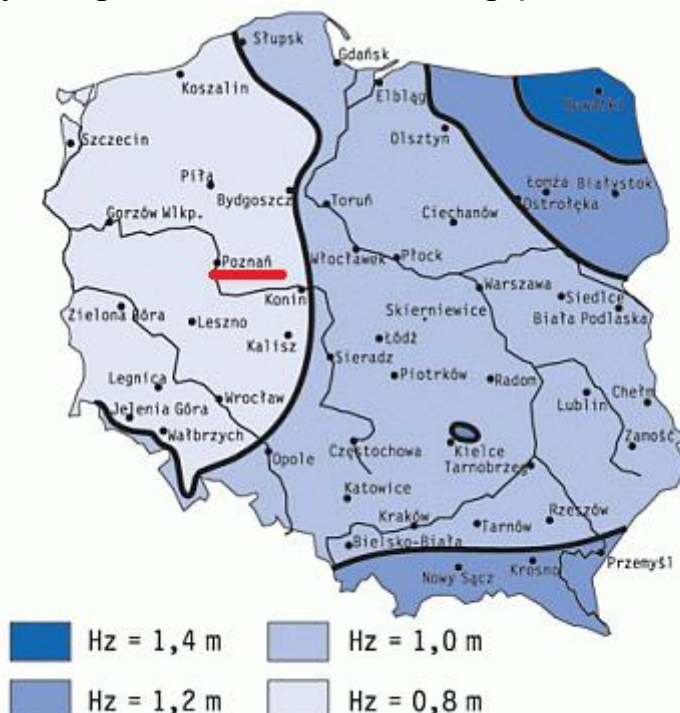 Słupsk
Gdańsk
Koszalin
Elbląg
Suwałki
Szczecin
Olsztyn
Piła
Bydgoszcz
Toruń
Łomża
Białystok
Ostrołęka
Gorzów Wlkp.
Ciechanów
Poznań
Włocławek
Płock
Warszawa
Konin
Siedlce
Zielona Góra
Leszno
Skierniewice
Biała Podlaska
Kalisz
Łódź
Sieradz
Legnica
Piotrków
Radom
Wrocław
Lublin
Chełm
Jelenia Góra
Wałbrzych
Częstochowa
Kielce
Zamość
Opole
Tarnobrzeg
Katowice
Kraków
Tarnów
Rzeszów
Bielsko-Biała
Nowy Sącz
Krosno
Przemyśl
Hz = 1,4 m
Hz = 1,0 m
Hz = 1,2 m
Hz = 0,8 m